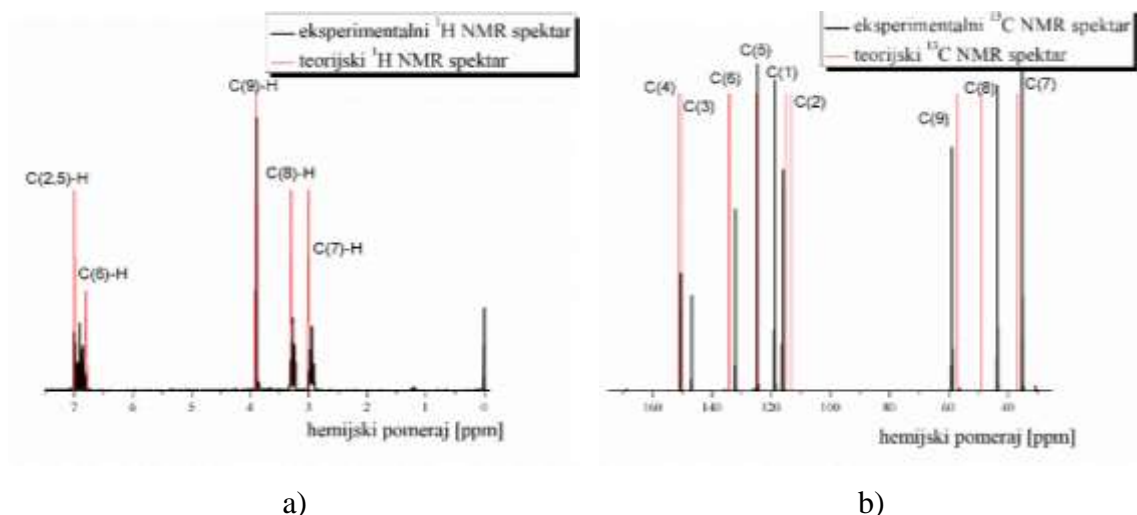 eksperimentalni ¹H NMR spektar
teorijski ¹H NMR spektar
C(9)-H
C(2,5)-H
C(8)-H
C(7)-H
C(6)-H
7 6 5 4 3 2 1 0
hemijski pomeraj [ppm]
a)
eksperimentalni ¹³C NMR spektar
teorijski ¹³C NMR spektar
C(5)
C(4)
C(6)
C(1)
C(8)
C(7)
C(3)
C(2)
C(9)
160 140 120 100 80 60 40
hemijski pomeraj [ppm]
b)